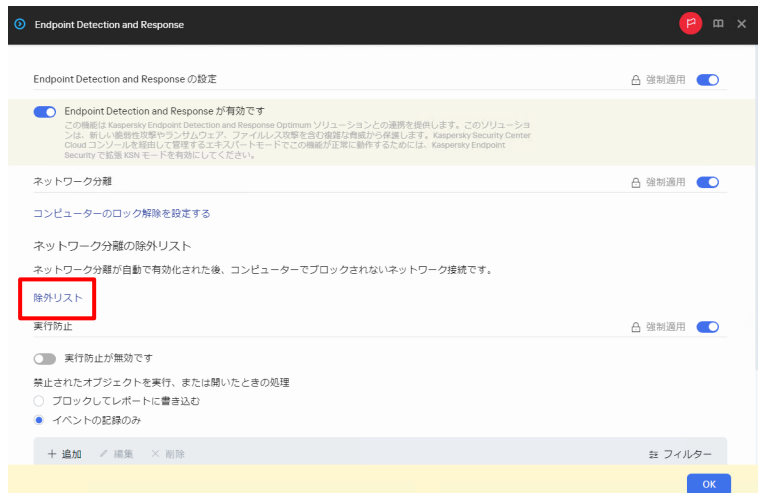 Endpoint Detection and Response
Endpoint Detection and Response の設定
強制適用
Endpoint Detection and Response が有効です
この機能は Kaspersky Endpoint Detection and Response Optimum ソリューションとの連携を提供します。このソリューショ
ンは、新しい脆弱性攻撃やランサムウェア、ファイルレス攻撃を含む複雑な脅威から保護します。Kaspersky Security Center
Cloud コンソールを経由して管理するエキスパートモードでこの機能が正常に動作するためには、Kaspersky Endpoint
Security で拡張 KSN モードを有効にしてください。
ネットワーク分離
強制適用
コンピューターのロック解除を設定する
ネットワーク分離の除外リスト
ネットワーク分離が自動で有効化された後、コンピューターでブロックされないネットワーク接続です。
除外リスト
実行防止
強制適用
実行防止が無効です
禁止されたオブジェクトを実行、または開いたときの処理
ブロックしてレポートに書き込む
イベントの記録のみ
追加 編集 削除 フィルター
OK